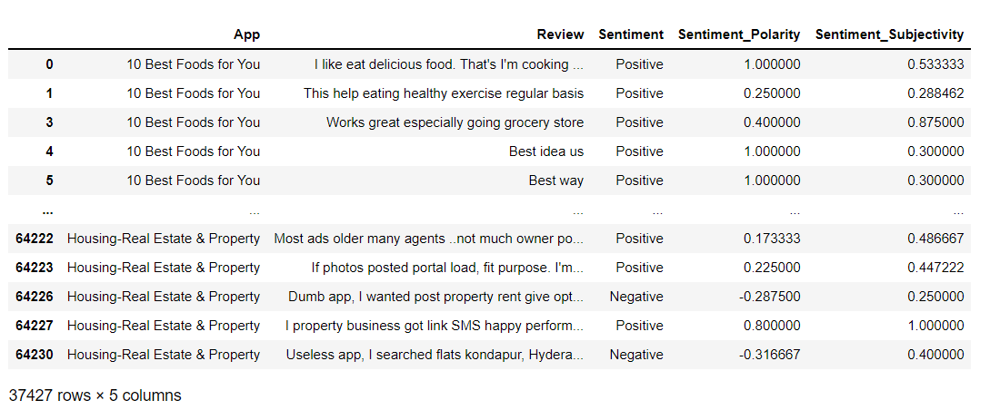 App Review Sentiment Sentiment_Polarity Sentiment_Subjectivity
0 10 Best Foods for You I like eat delicious food. That's I'm cooking ... Positive 1.000000 0.533333
1 10 Best Foods for You This help eating healthy exercise regular basis Positive 0.250000 0.288462
3 10 Best Foods for You Works great especially going grocery store Positive 0.400000 0.875000
4 10 Best Foods for You Best idea us Positive 1.000000 0.300000
5 10 Best Foods for You Best way Positive 1.000000 0.300000
... ... ... ... ... ...
64222 Housing-Real Estate & Property Most ads older many agents ..not much owner po... Positive 0.173333 0.486667
64223 Housing-Real Estate & Property If photos posted portal load, fit purpose. I'm... Positive 0.225000 0.447222
64226 Housing-Real Estate & Property Dumb app, I wanted post property rent give opt... Negative -0.287500 0.250000
64227 Housing-Real Estate & Property I property business got link SMS happy perform... Positive 0.800000 1.000000
64230 Housing-Real Estate & Property Useless app, I searched flats kondapur, Hydera... Negative -0.316667 0.400000
37427 rows × 5 columns